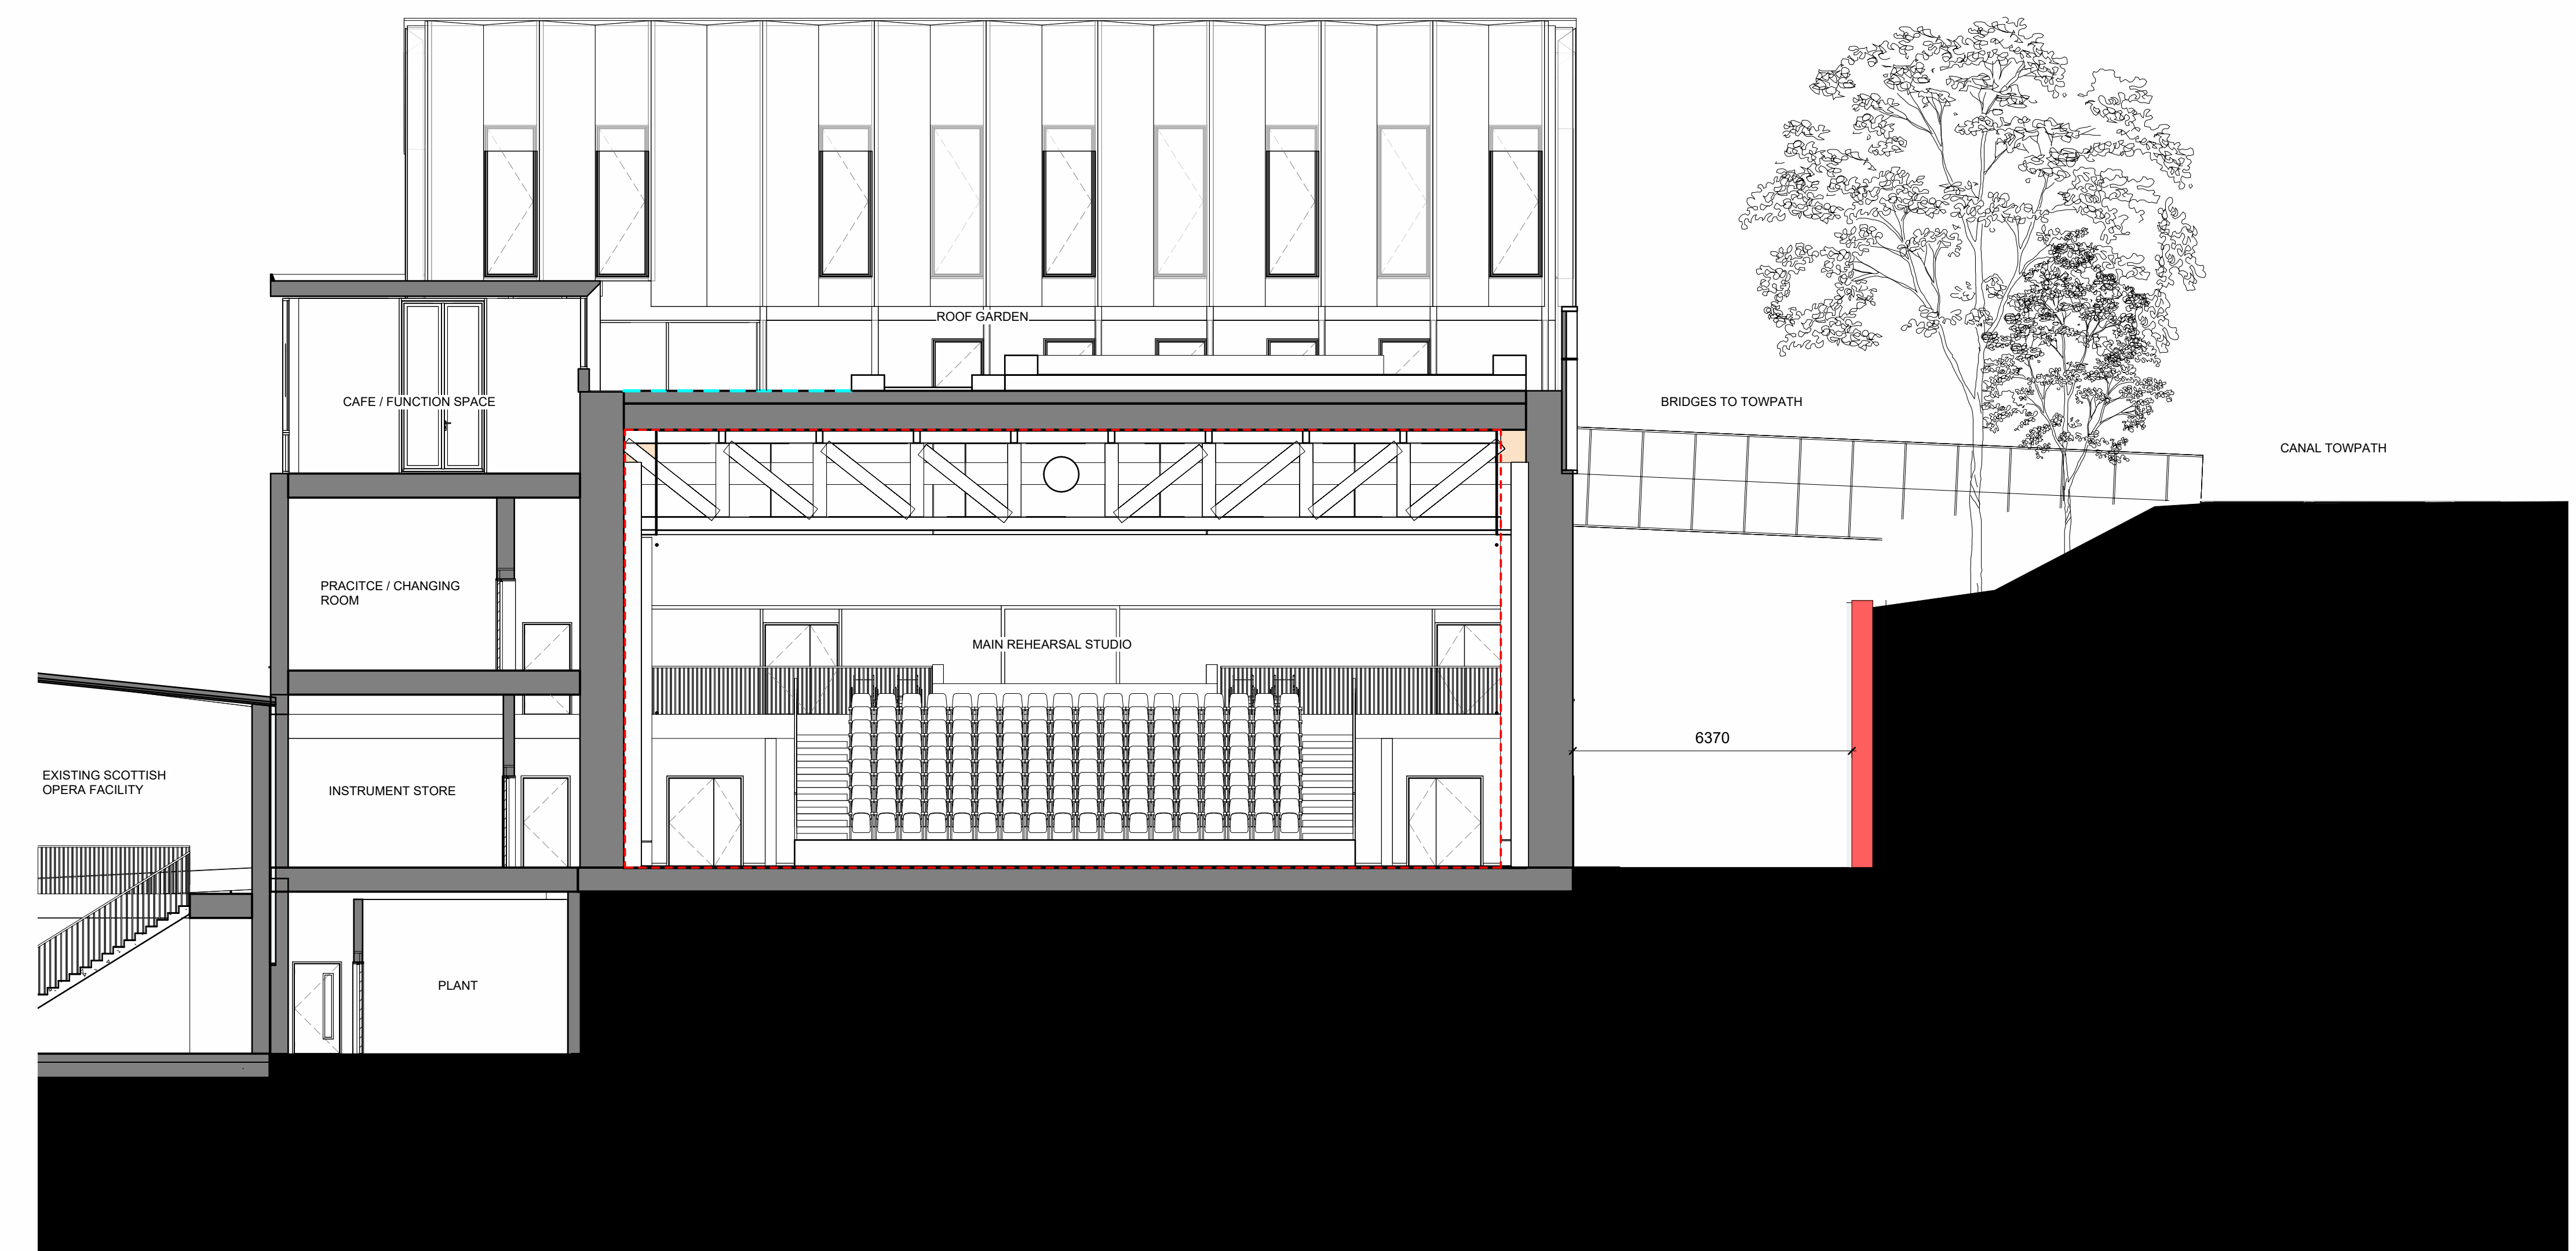 ROOF GARDEN
CAFE / FUNCTION SPACE
BRIDGES TO TOWPATH
CANAL TOWPATH
PRACITCE / CHANGING
ROOM
MAIN REHEARSAL STUDIO
6370
EXISTING SCOTTISH
OPERA FACILITY
INSTRUMENT STORE
PLANT